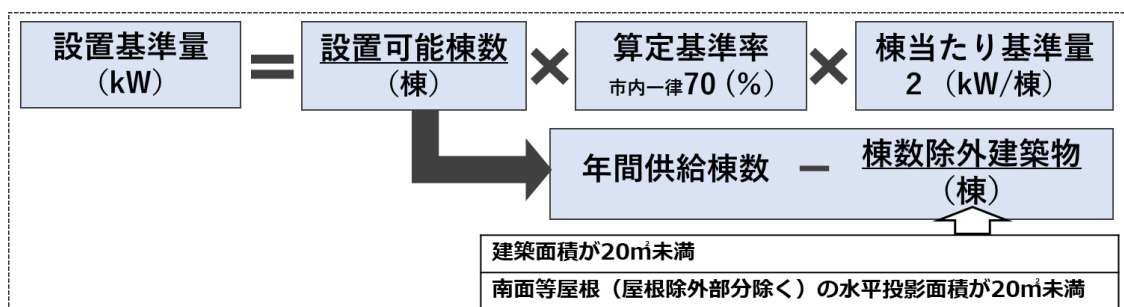 設置基準量 = 設置可能棟数 × 算定基準率 × 棟当たり基準量
(kW) (棟) 市内一律70 (%) 2 (kW/棟)
年間供給棟数 − 棟数除外建築物
(棟)
建築面積が20㎡未満
南面等屋根（屋根除外部分除く）の水平投影面積が20㎡未満